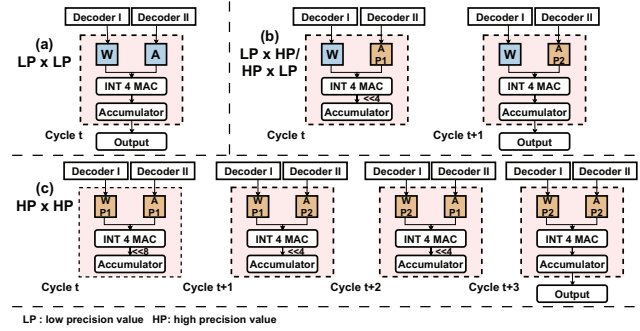 Decoder I Decoder II
(a)
LP x LP
W A
INT 4 MAC
Accumulator
Cycle t
Output
(b)
LP x HP/
HP x LP
Decoder I Decoder II
W A P1
INT 4 MAC
<<4
Accumulator
Cycle t
Decoder I Decoder II
W A P2
INT 4 MAC
Accumulator
Cycle t+1
Output
(c)
HP x HP
Decoder I Decoder II
W P1 A P1
INT 4 MAC
<<8
Accumulator
Cycle t
Decoder I Decoder II
W P1 A P2
INT 4 MAC
<<4
Accumulator
Cycle t+1
Decoder I Decoder II
W P2 A P1
INT 4 MAC
<<4
Accumulator
Cycle t+2
Decoder I Decoder II
W P2 A P2
INT 4 MAC
Accumulator
Cycle t+3
Output
LP : low precision value HP: high precision value